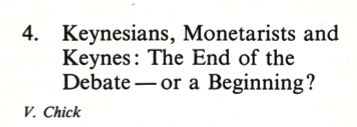 4. Keynesians, Monetarists and
Keynes: The End of the
Debate — or a Beginning?
V. Chick